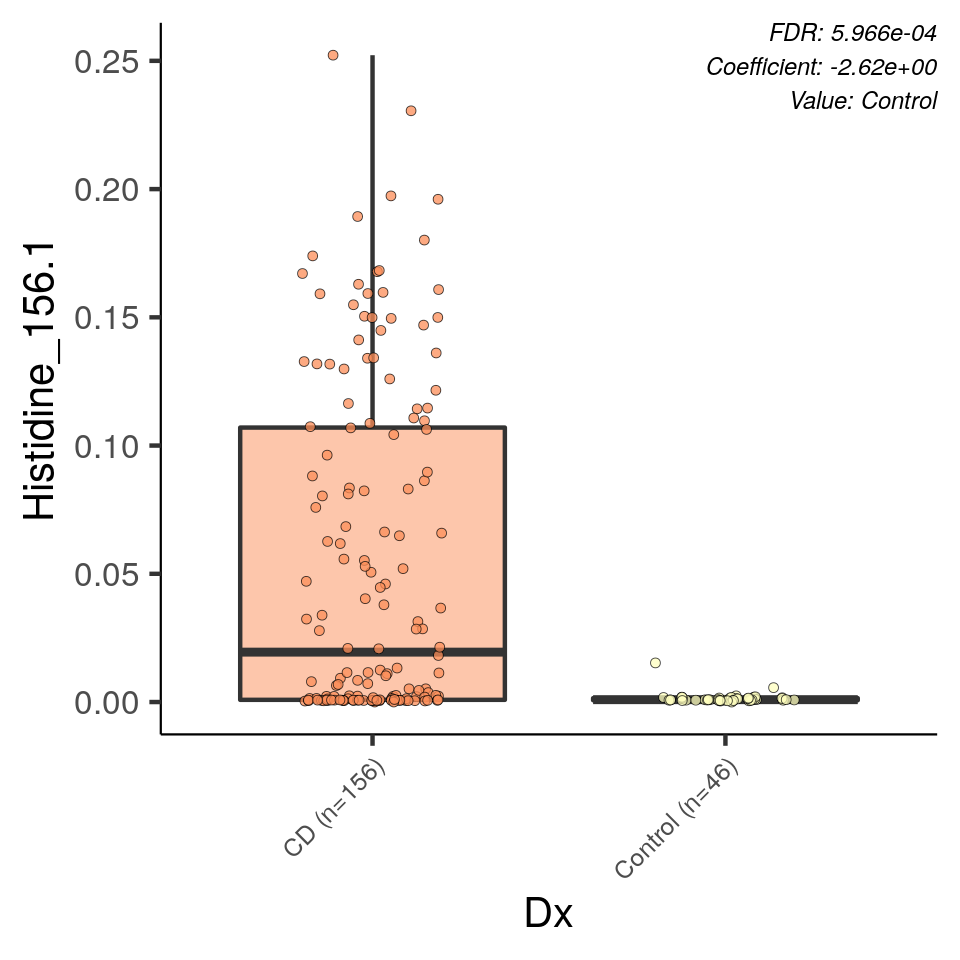 FDR: 5.966e-04
Coefficient: -2.62e+00
Value: Control
Histidine_156.1
0.25
0.20
0.15
0.10
0.05
0.00
CD (n=156)
Control (n=46)
Dx